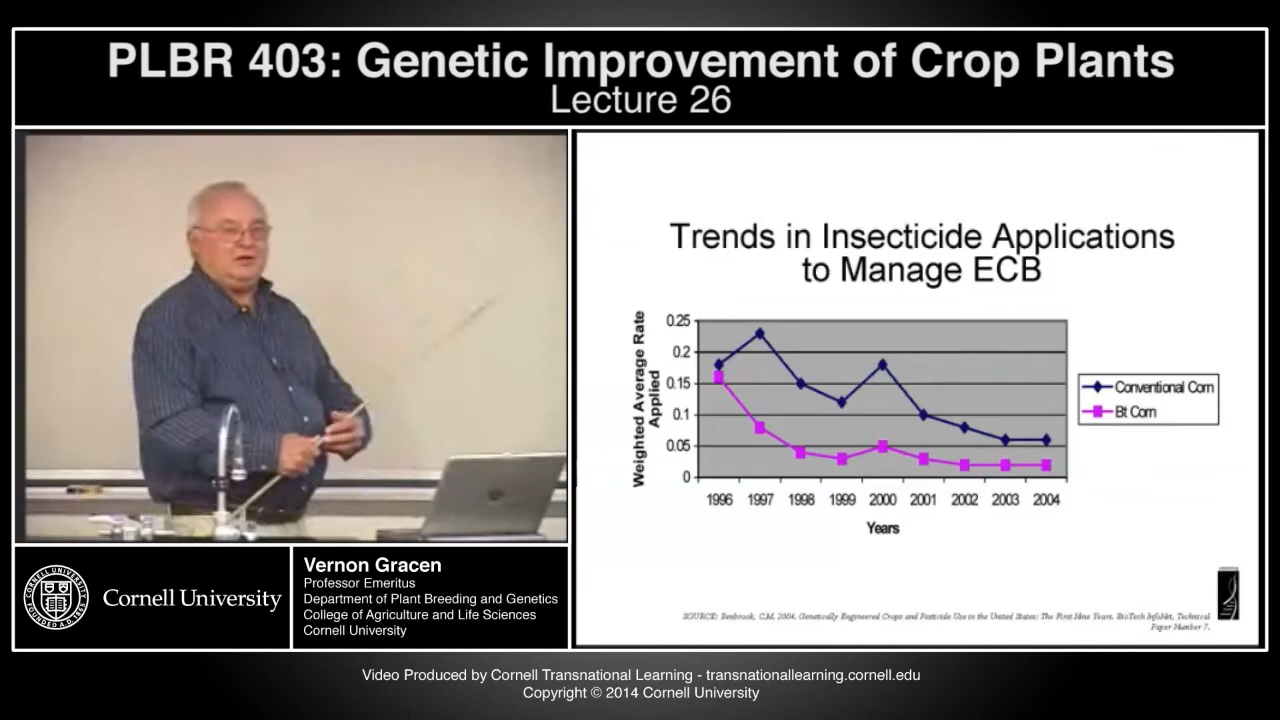 PLBR 403: Genetic Improvement of Crop Plants
Lecture 26
Trends in Insecticide Applications
to Manage ECB
Weighted Average Rate
Applied
0.25
0.2
0.15
0.1
0.05
0
1996 1997 1998 1999 2000 2001 2002 2003 2004
Years
Conventional Corn
Bt Corn
SOURCE: Benbrook, C.M. 2004. Genetically Engineered Crops and Pesticide Use in the United States: The First Nine Years. BioTech InfoNet, Technical
Paper Number 7.
CORNELL UNIVERSITY
FOUNDED A.D. 1865
Cornell University
Vernon Gracen
Professor Emeritus
Department of Plant Breeding and Genetics
College of Agriculture and Life Sciences
Cornell University
Video Produced by Cornell Transnational Learning - transnationallearning.cornell.edu
Copyright © 2014 Cornell University